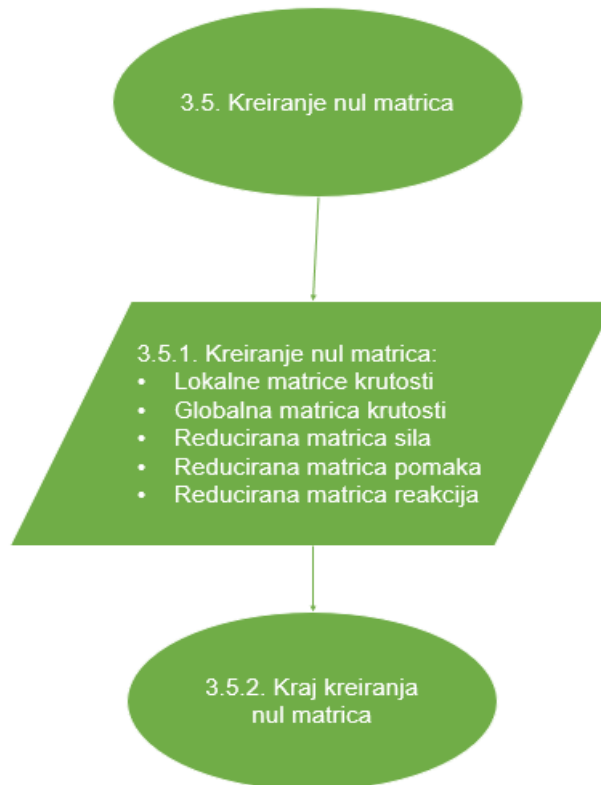 3.5. Kreiranje nul matrica
3.5.1. Kreiranje nul matrica:
• Lokalne matrice krutosti
• Globalna matrica krutosti
• Reducirana matrica sila
• Reducirana matrica pomaka
• Reducirana matrica reakcija
3.5.2. Kraj kreiranja
nul matrica